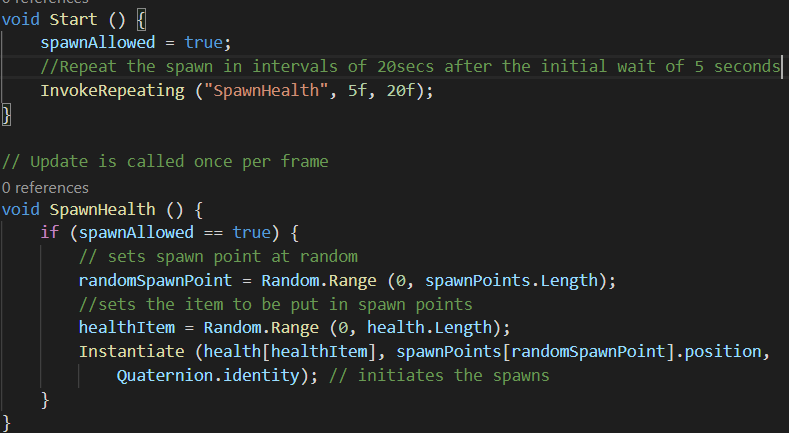 0 references
void Start () {
    spawnAllowed = true;
    //Repeat the spawn in intervals of 20secs after the initial wait of 5 seconds
    InvokeRepeating ("SpawnHealth", 5f, 20f);
}
// Update is called once per frame
0 references
void SpawnHealth () {
    if (spawnAllowed == true) {
        // sets spawn point at random
        randomSpawnPoint = Random.Range (0, spawnPoints.Length);
        //sets the item to be put in spawn points
        healthItem = Random.Range (0, health.Length);
        Instantiate (health[healthItem], spawnPoints[randomSpawnPoint].position,
            Quaternion.identity); // initiates the spawns
    }
}